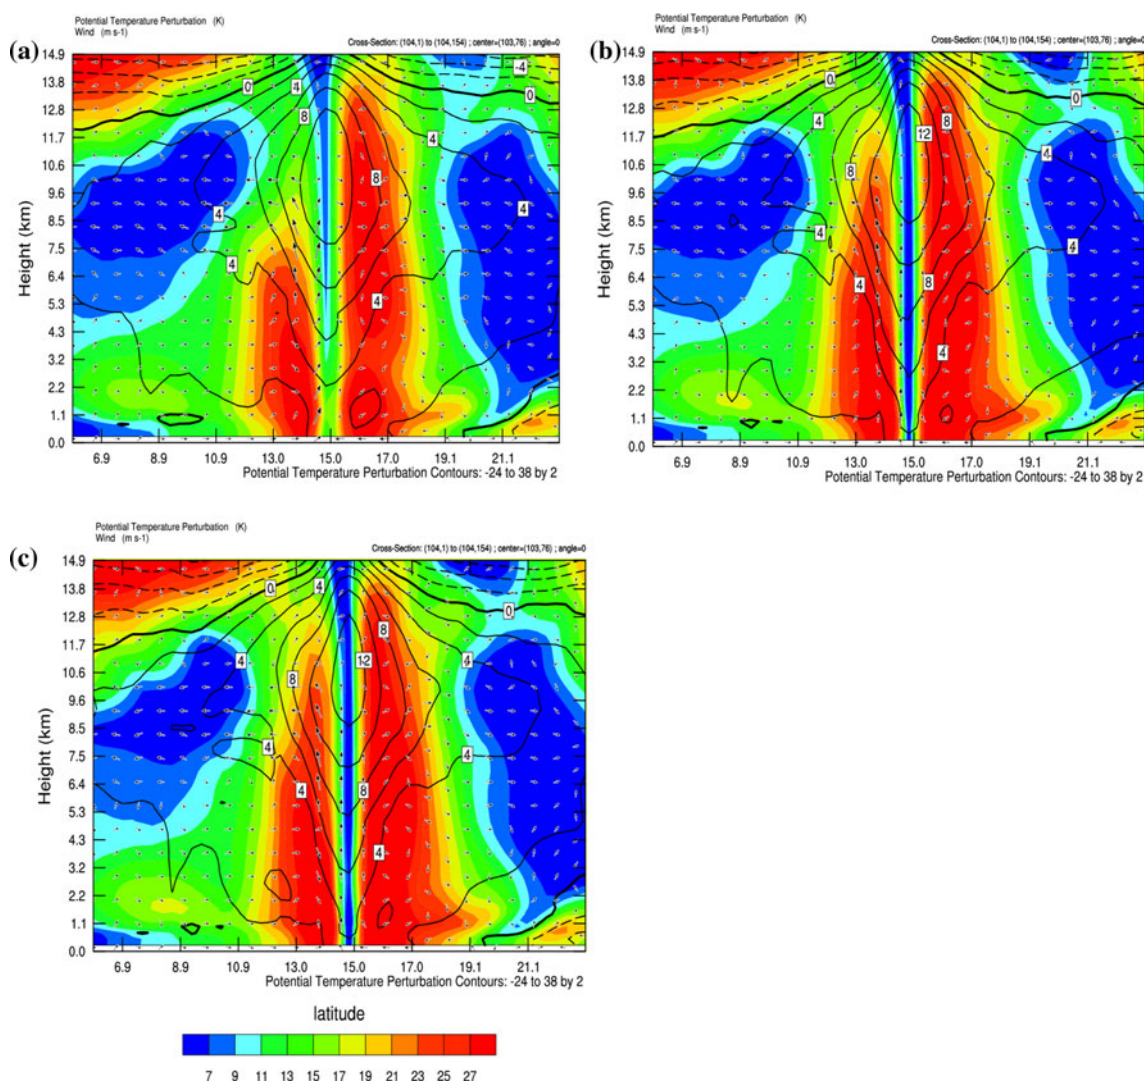 Potential Temperature Perturbation (K)
Wind (m s-1)
Cross-Section: (104,1) to (104,154) ; center=(103,76) ; angle=0
(a)
14.9
13.8
12.8
11.7
10.6
9.6
8.5
7.5
6.4
5.3
4.3
3.2
2.2
1.1
0.0
Height (km)
0 4 -4
0
8
4
8
4
4
4
4
6.9 8.9 10.9 13.0 15.0 17.0 19.1 21.1
Potential Temperature Perturbation Contours: -24 to 38 by 2
Potential Temperature Perturbation (K)
Wind (m s-1)
Cross-Section: (104,1) to (104,154) ; center=(103,76) ; angle=0
(b)
14.9
13.8
12.8
11.7
10.6
9.6
8.5
7.5
6.4
5.3
4.3
3.2
2.2
1.1
0.0
Height (km)
0
0
4 8
12
8 4
4 4
4 8
4
6.9 8.9 10.9 13.0 15.0 17.0 19.1 21.1
Potential Temperature Perturbation Contours: -24 to 38 by 2
Potential Temperature Perturbation (K)
Wind (m s-1)
Cross-Section: (104,1) to (104,154) ; center=(103,76) ; angle=0
(c)
14.9
13.8
12.8
11.7
10.6
9.6
8.5
7.5
6.4
5.3
4.3
3.2
2.2
1.1
0.0
Height (km)
0 4
0
8
4 12 4
8
4 4
4 8
4
6.9 8.9 10.9 13.0 15.0 17.0 19.1 21.1
Potential Temperature Perturbation Contours: -24 to 38 by 2
latitude
7 9 11 13 15 17 19 21 23 25 27